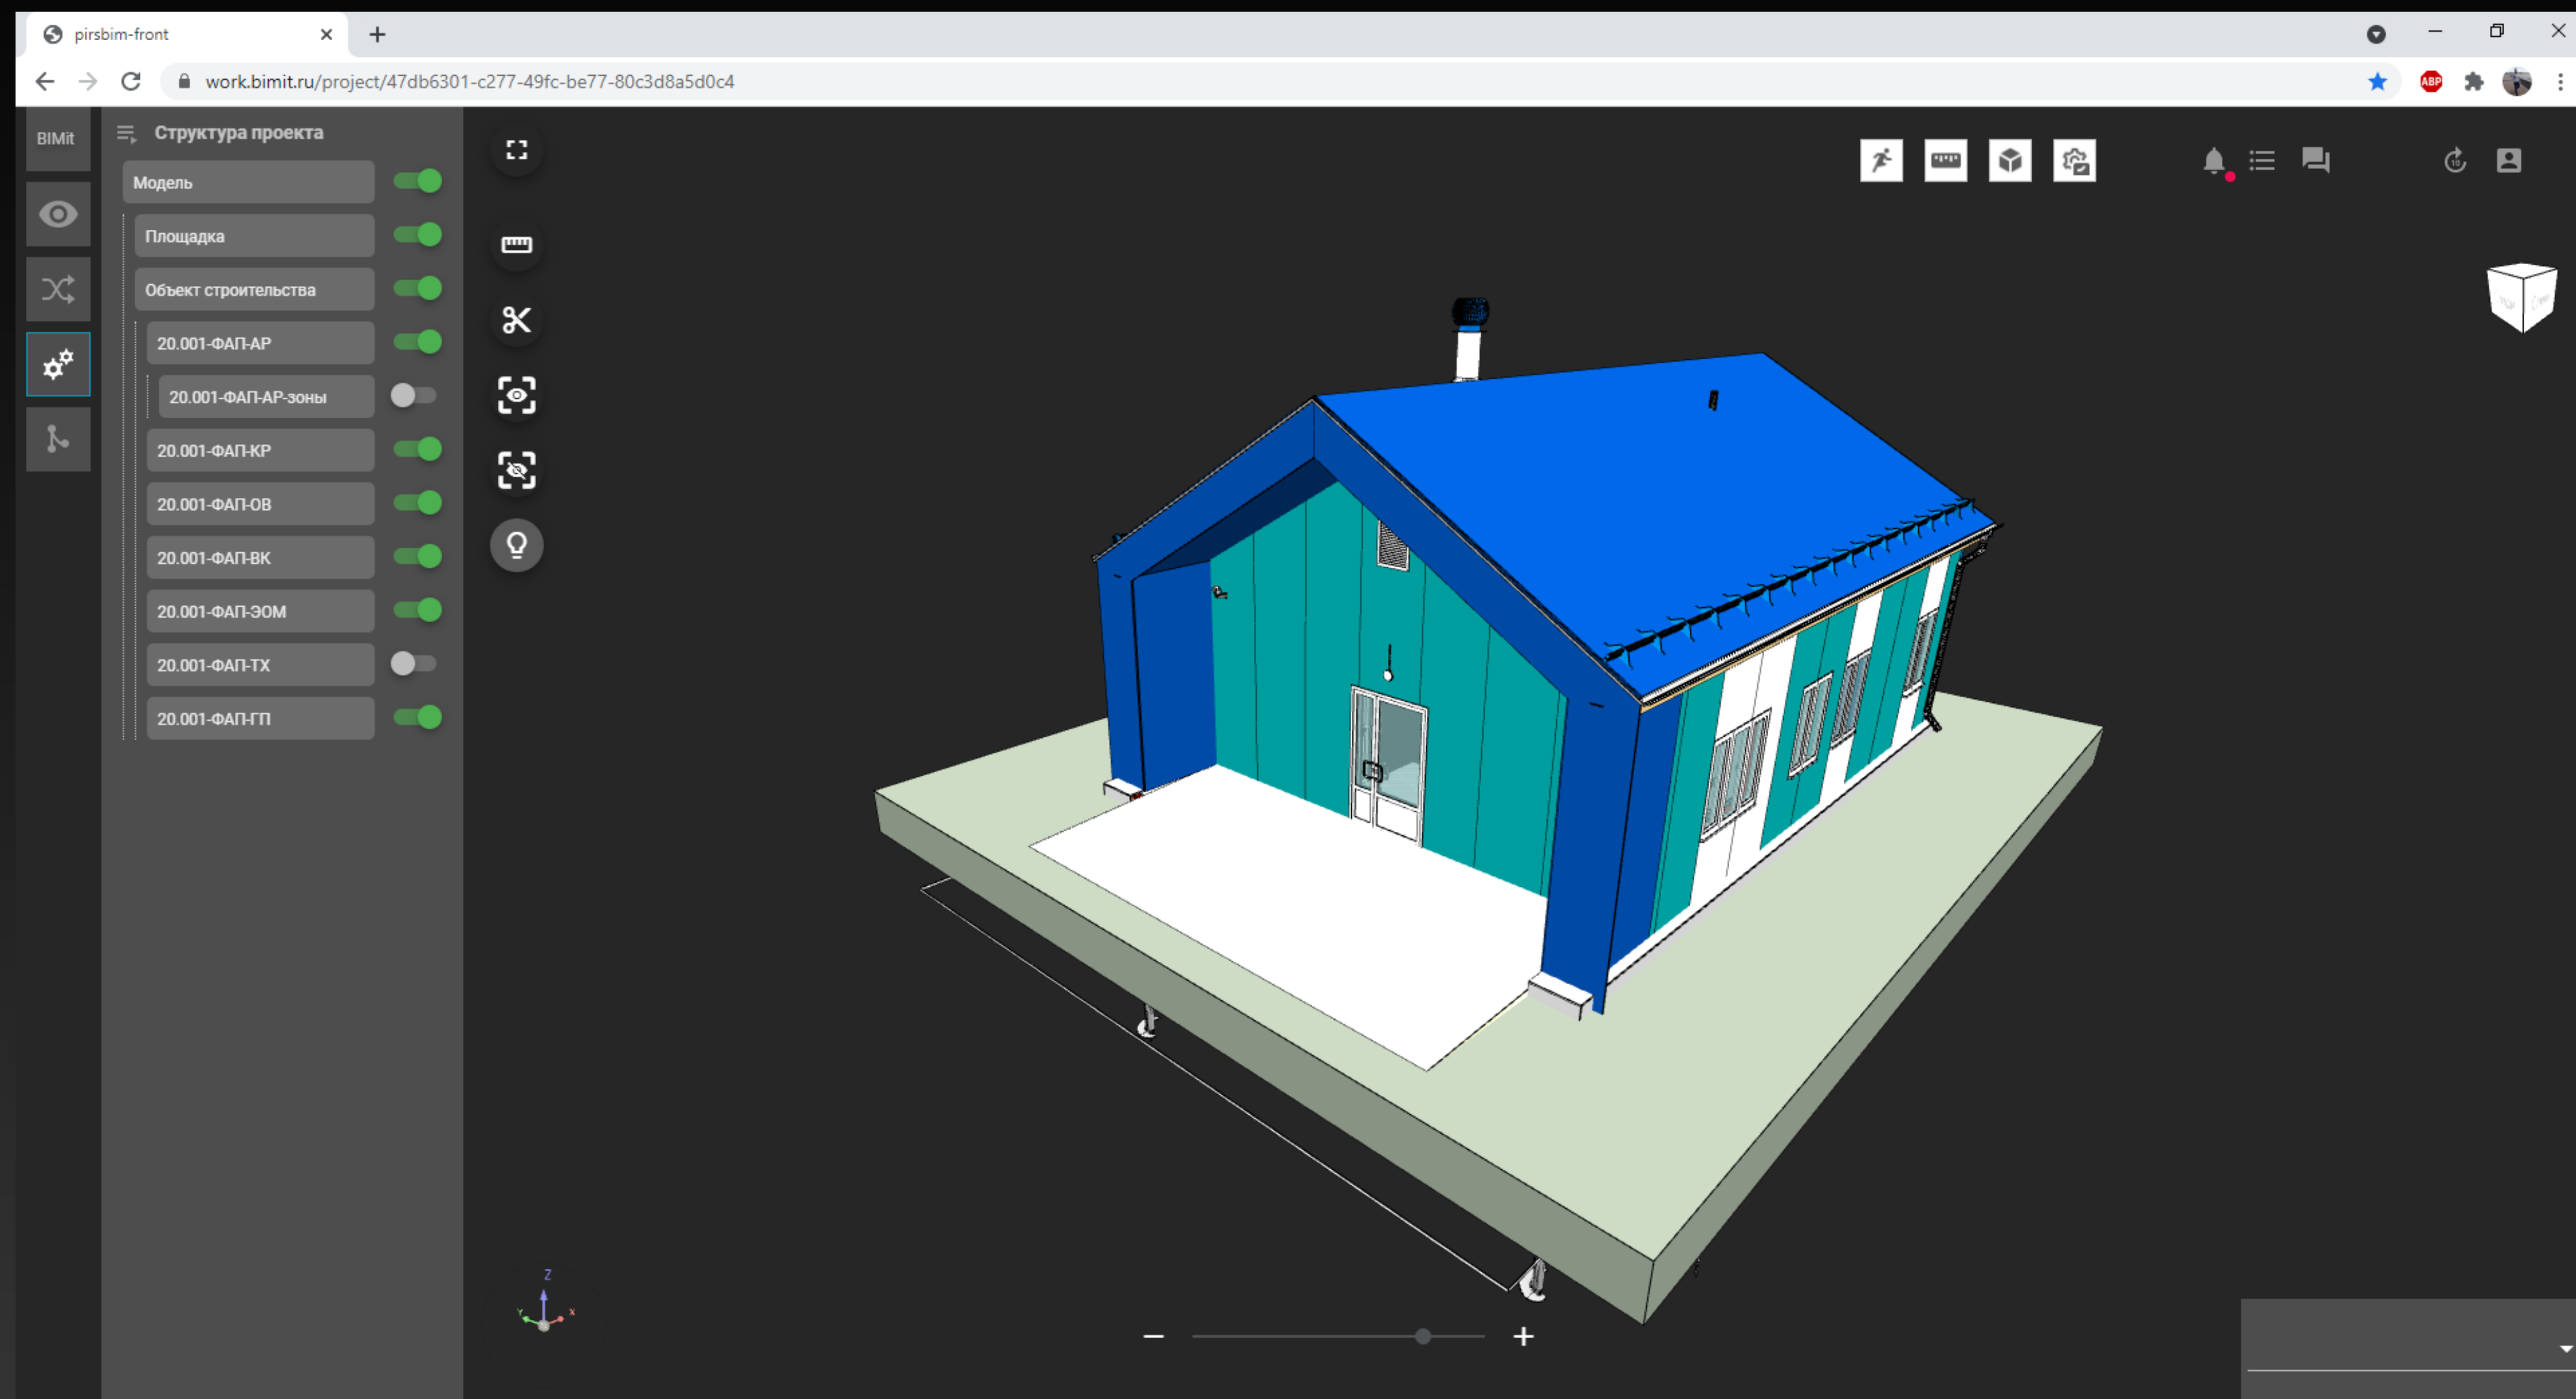 pirsbim-front
work.bimit.ru/project/47db6301-c277-49fc-be77-80c3d8a5d0c4
ABP
BIMit
Структура проекта
Модель
Площадка
Объект строительства
20.001-ФАП-АР
20.001-ФАП-АР-зоны
20.001-ФАП-КР
20.001-ФАП-ОВ
20.001-ФАП-ВК
20.001-ФАП-ЭОМ
20.001-ФАП-ТХ
20.001-ФАП-ГП
10
Z
Y
X